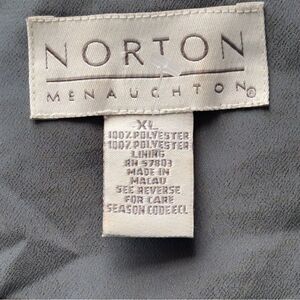 NORTON
MCNAUGHTON®
XL
100% POLYESTER
100% POLYESTER
LINING
RN 57803
MADE IN
MACAU
SEE REVERSE
FOR CARE
SEASON CODE ECL